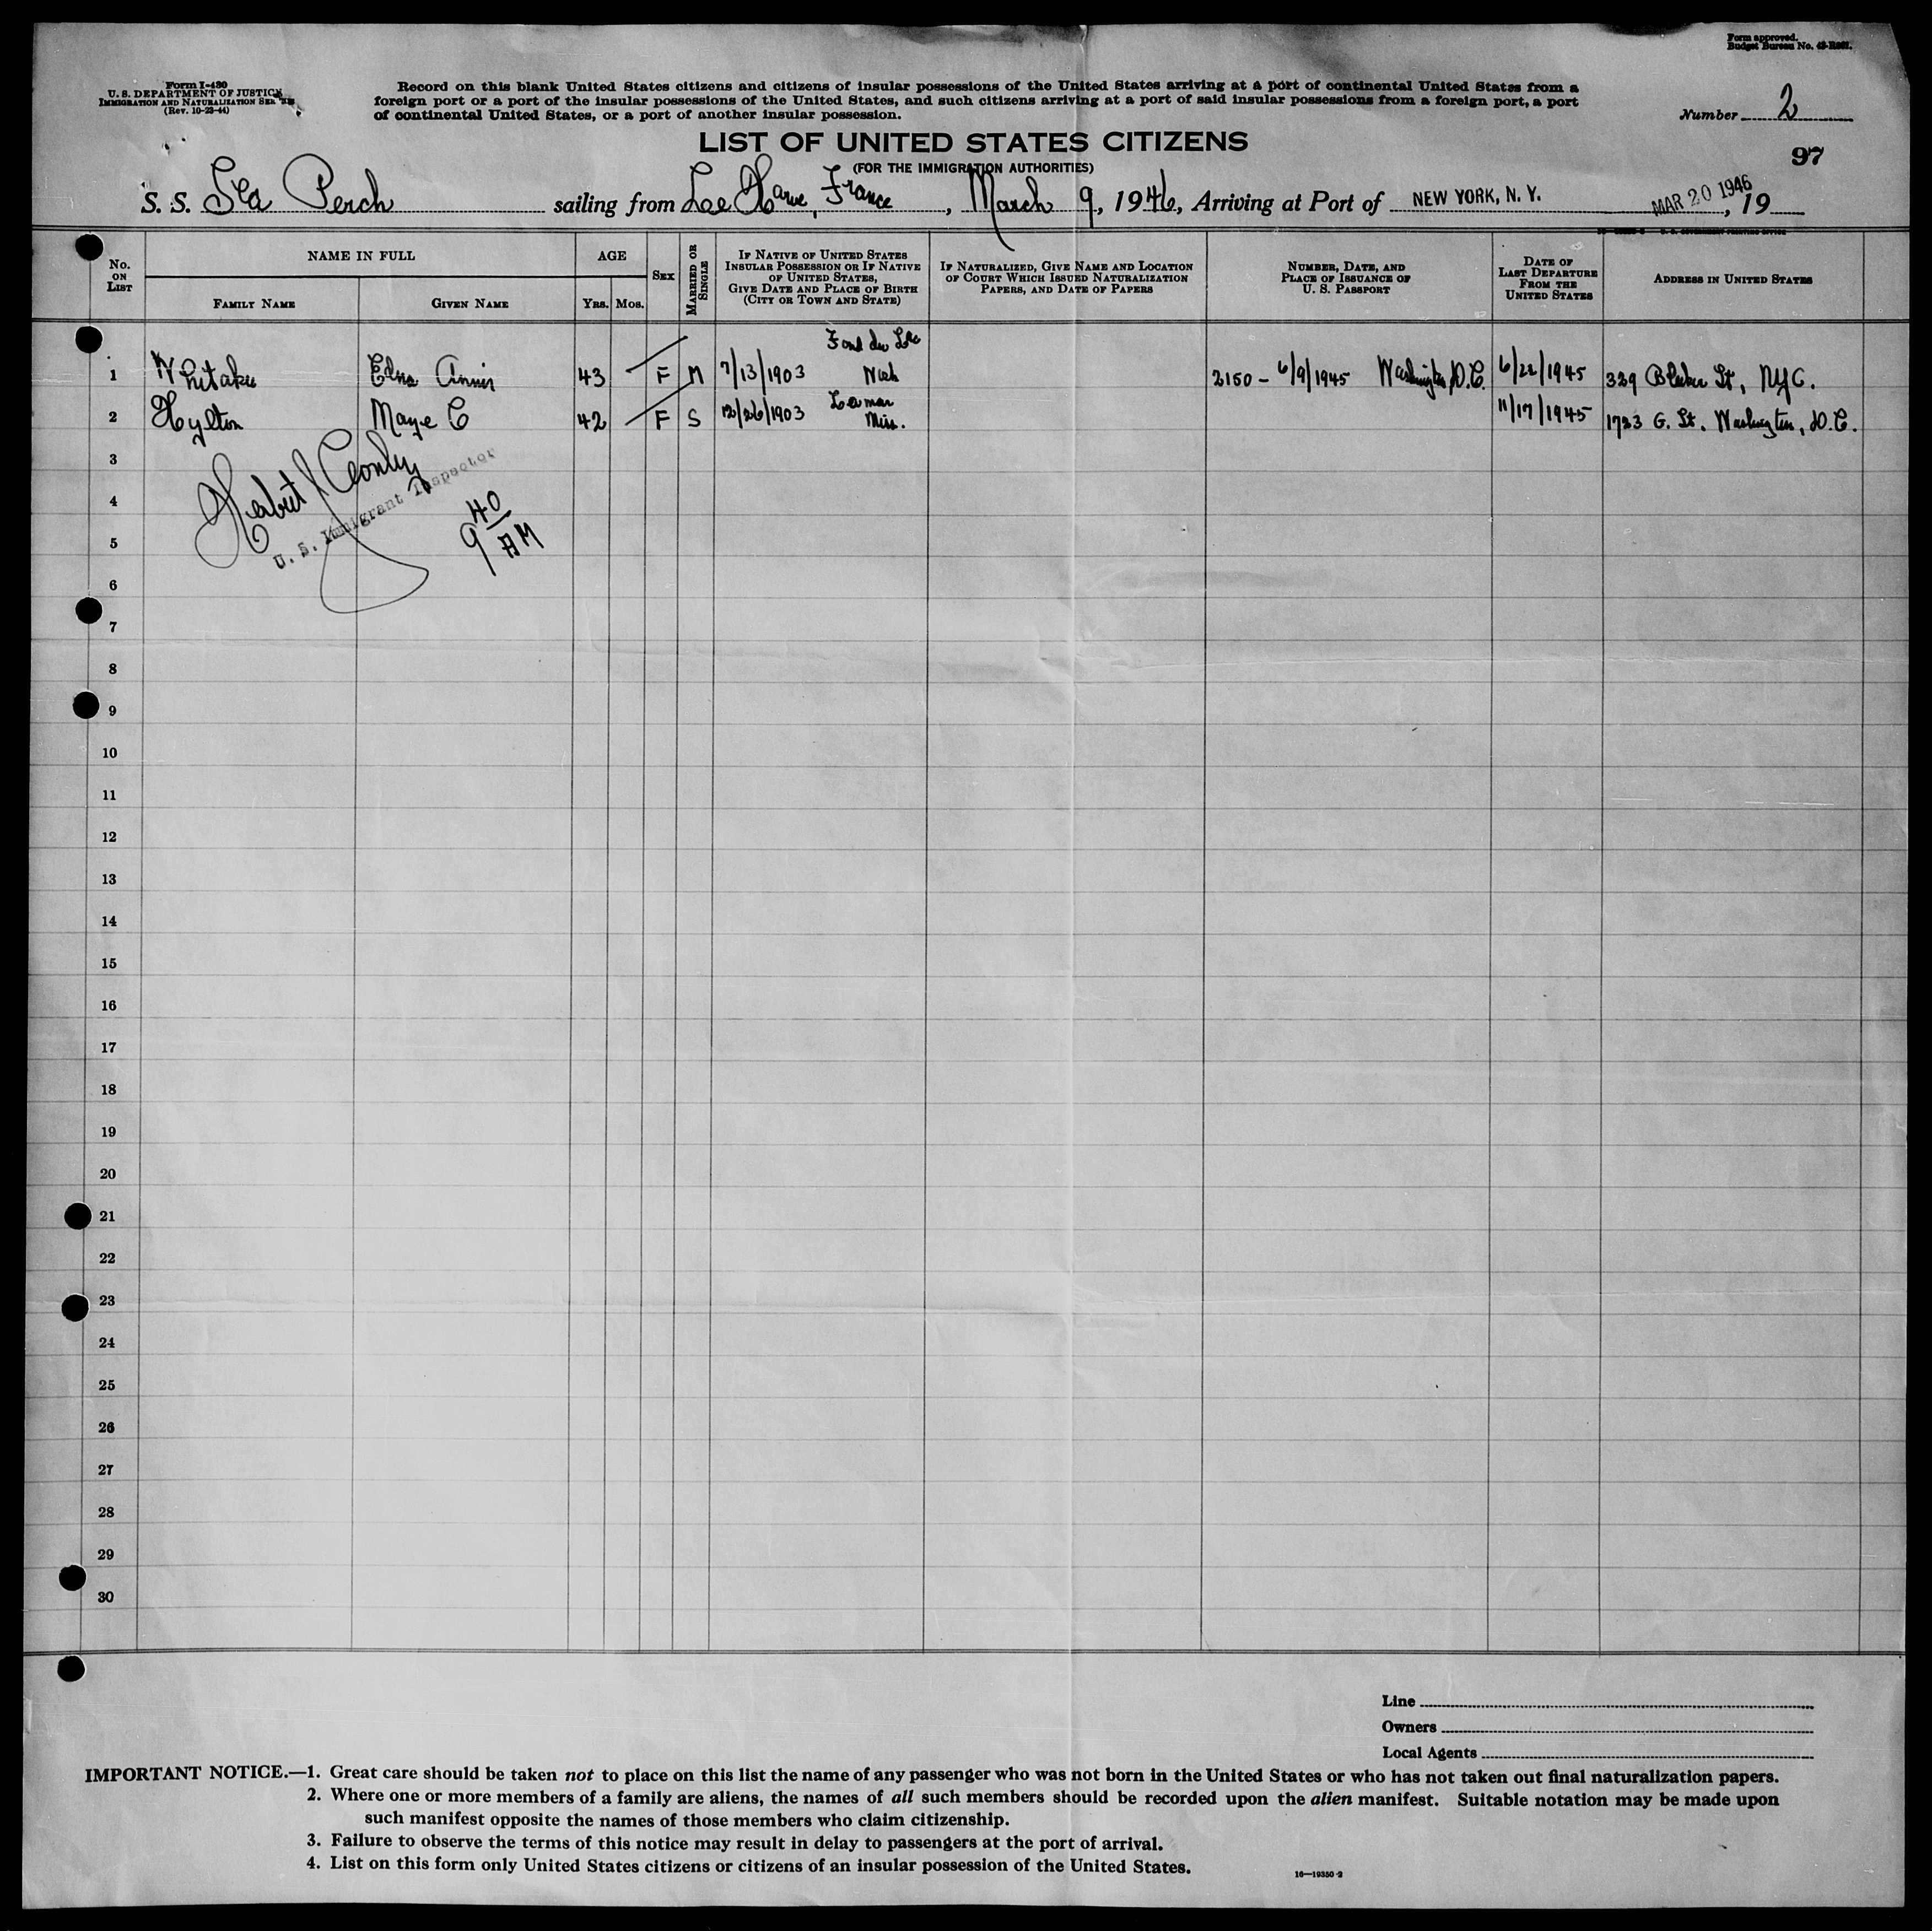 Form approved.
Budget Bureau No.
Form I-430
U. S. DEPARTMENT OF JUSTICE
IMMIGRATION AND NATURALIZATION
(Rev. 10-23-44)
Record on this blank United States citizens and citizens of insular possessions of the United States arriving at a port of continental United States from a
foreign port or a port of the insular possessions of the United States, and such citizens arriving at a port of said insular possessions from a foreign port, a port
of continental United States, or a port of another insular possession.
Number 2
LIST OF UNITED STATES CITIZENS
(FOR THE IMMIGRATION AUTHORITIES)
97
S. S. Sea Perch sailing from Lee Havre, France, March 9, 1946, Arriving at Port of NEW YORK, N. Y. MAR 20 1946, 19
No. ON LIST
NAME IN FULL
FAMILY NAME
GIVEN NAME
AGE
YRS.
MOS.
SEX
MARRIED OR SINGLE
IF NATIVE OF UNITED STATES
INSULAR POSSESSION OR IF NATIVE
OF UNITED STATES,
GIVE DATE AND PLACE OF BIRTH
(CITY OR TOWN AND STATE)
IF NATURALIZED, GIVE NAME AND LOCATION
OF COURT WHICH ISSUED NATURALIZATION
PAPERS, AND DATE OF PAPERS
NUMBER, DATE, AND
PLACE OF ISSUANCE OF
U. S. PASSPORT
DATE OF
LAST DEPARTURE
FROM THE
UNITED STATES
ADDRESS IN UNITED STATES
Fond du Lac
1 Whitaker Edna Annis 43 F M 7/13/1903 2150 - 6/9/1945 Washington, D.C. 6/22/1945 329 Bleeker St, NYC.
Lamar
2 Hylton Maye C 42 F S 12/26/1903 Miss. 11/17/1945 1723 G. St. Washington, D.C.
3
Herbert J Conley
U. S. Immigrant Inspector
9 40 AM
4
5
6
7
8
9
10
11
12
13
14
15
16
17
18
19
20
21
22
23
24
25
26
27
28
29
30
Line
Owners
Local Agents
IMPORTANT NOTICE.—1. Great care should be taken not to place on this list the name of any passenger who was not born in the United States or who has not taken out final naturalization papers.
2. Where one or more members of a family are aliens, the names of all such members should be recorded upon the alien manifest. Suitable notation may be made upon
such manifest opposite the names of those members who claim citizenship.
3. Failure to observe the terms of this notice may result in delay to passengers at the port of arrival.
4. List on this form only United States citizens or citizens of an insular possession of the United States.
16—19350-2